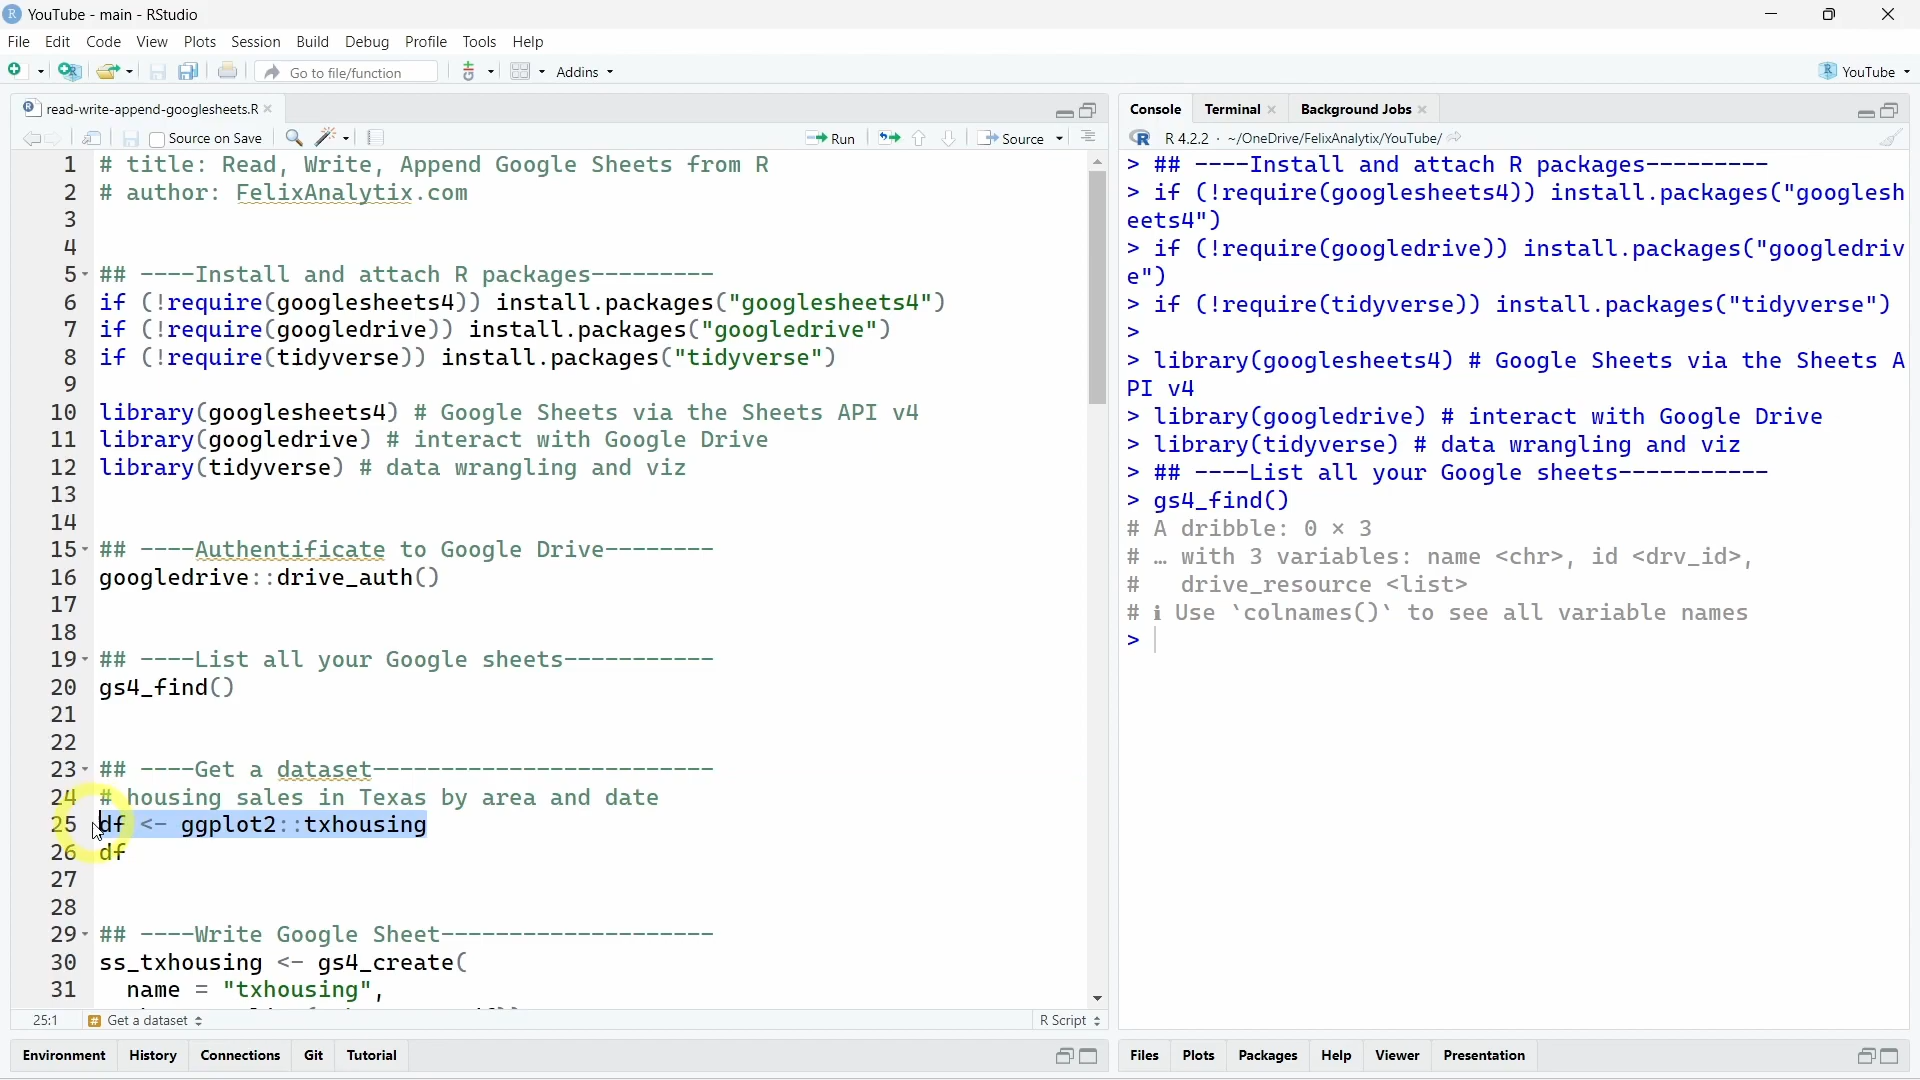 YouTube - main - RStudio
File Edit Code View Plots Session Build Debug Profile Tools Help
Go to file/function Addins YouTube
read-write-append-googlesheets.R
Source on Save Run Source
1 # title: Read, Write, Append Google Sheets from R
2 # author: FelixAnalytix.com
3
4
5 ## ----Install and attach R packages---------
6 if (!require(googlesheets4)) install.packages("googlesheets4")
7 if (!require(googledrive)) install.packages("googledrive")
8 if (!require(tidyverse)) install.packages("tidyverse")
9
10 library(googlesheets4) # Google Sheets via the Sheets API v4
11 library(googledrive) # interact with Google Drive
12 library(tidyverse) # data wrangling and viz
13
14
15 ## ----Authentificate to Google Drive--------
16 googledrive::drive_auth()
17
18
19 ## ----List all your Google sheets-----------
20 gs4_find()
21
22
23 ## ----Get a dataset-------------------------
24 # housing sales in Texas by area and date
25 df <- ggplot2::txhousing
26 df
27
28
29 ## ----Write Google Sheet--------------------
30 ss_txhousing <- gs4_create(
31 name = "txhousing",
25:1 # Get a dataset R Script
Environment History Connections Git Tutorial
Console Terminal Background Jobs
R 4.2.2 · ~/OneDrive/FelixAnalytix/YouTube/
> ## ----Install and attach R packages---------
> if (!require(googlesheets4)) install.packages("googlesh
eets4")
> if (!require(googledrive)) install.packages("googledriv
e")
> if (!require(tidyverse)) install.packages("tidyverse")
>
> library(googlesheets4) # Google Sheets via the Sheets A
PI v4
> library(googledrive) # interact with Google Drive
> library(tidyverse) # data wrangling and viz
> ## ----List all your Google sheets-----------
> gs4_find()
# A dribble: 0 × 3
# … with 3 variables: name <chr>, id <drv_id>,
#   drive_resource <list>
# ℹ Use `colnames()` to see all variable names
>
Files Plots Packages Help Viewer Presentation